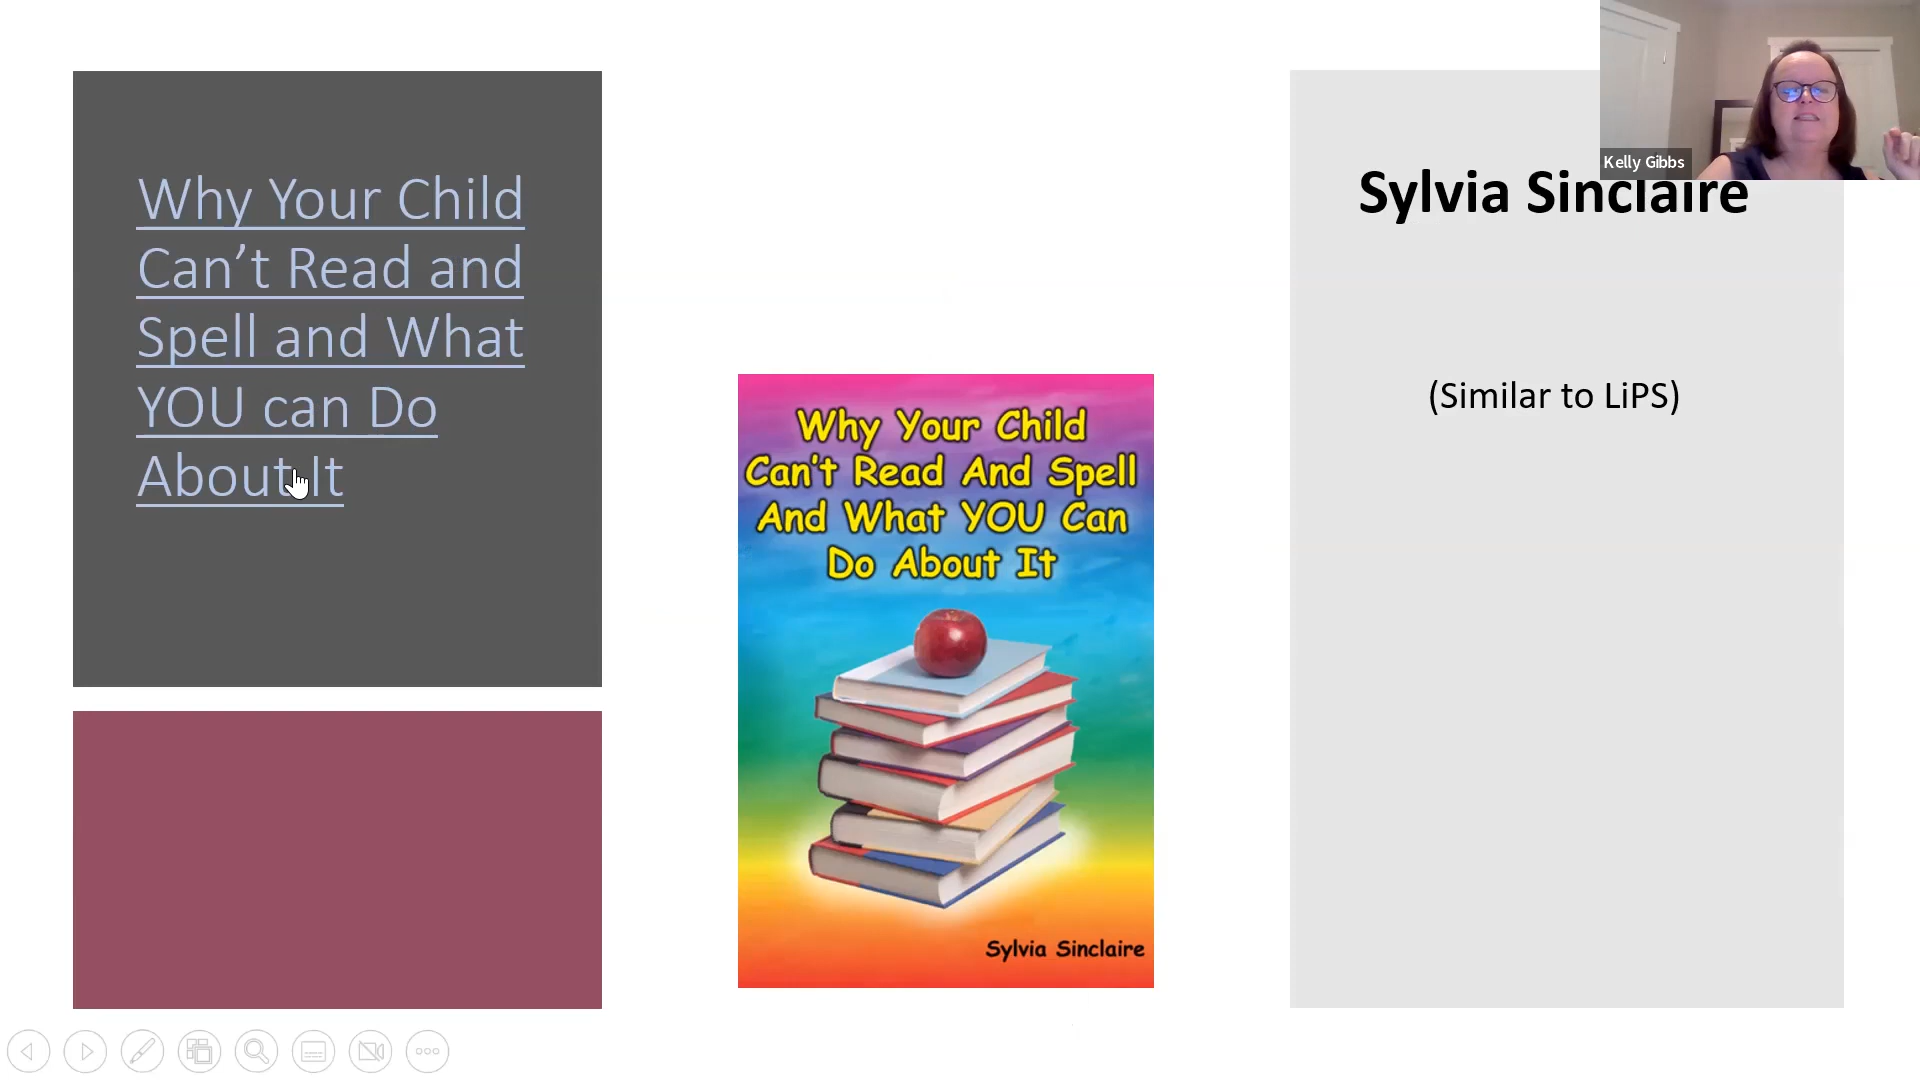 Why Your Child
Can’t Read and
Spell and What
YOU can Do
About It
Why Your Child
Can't Read And Spell
And What YOU Can
Do About It
Sylvia Sinclaire
Kelly Gibbs
Sylvia Sinclaire
(Similar to LiPS)